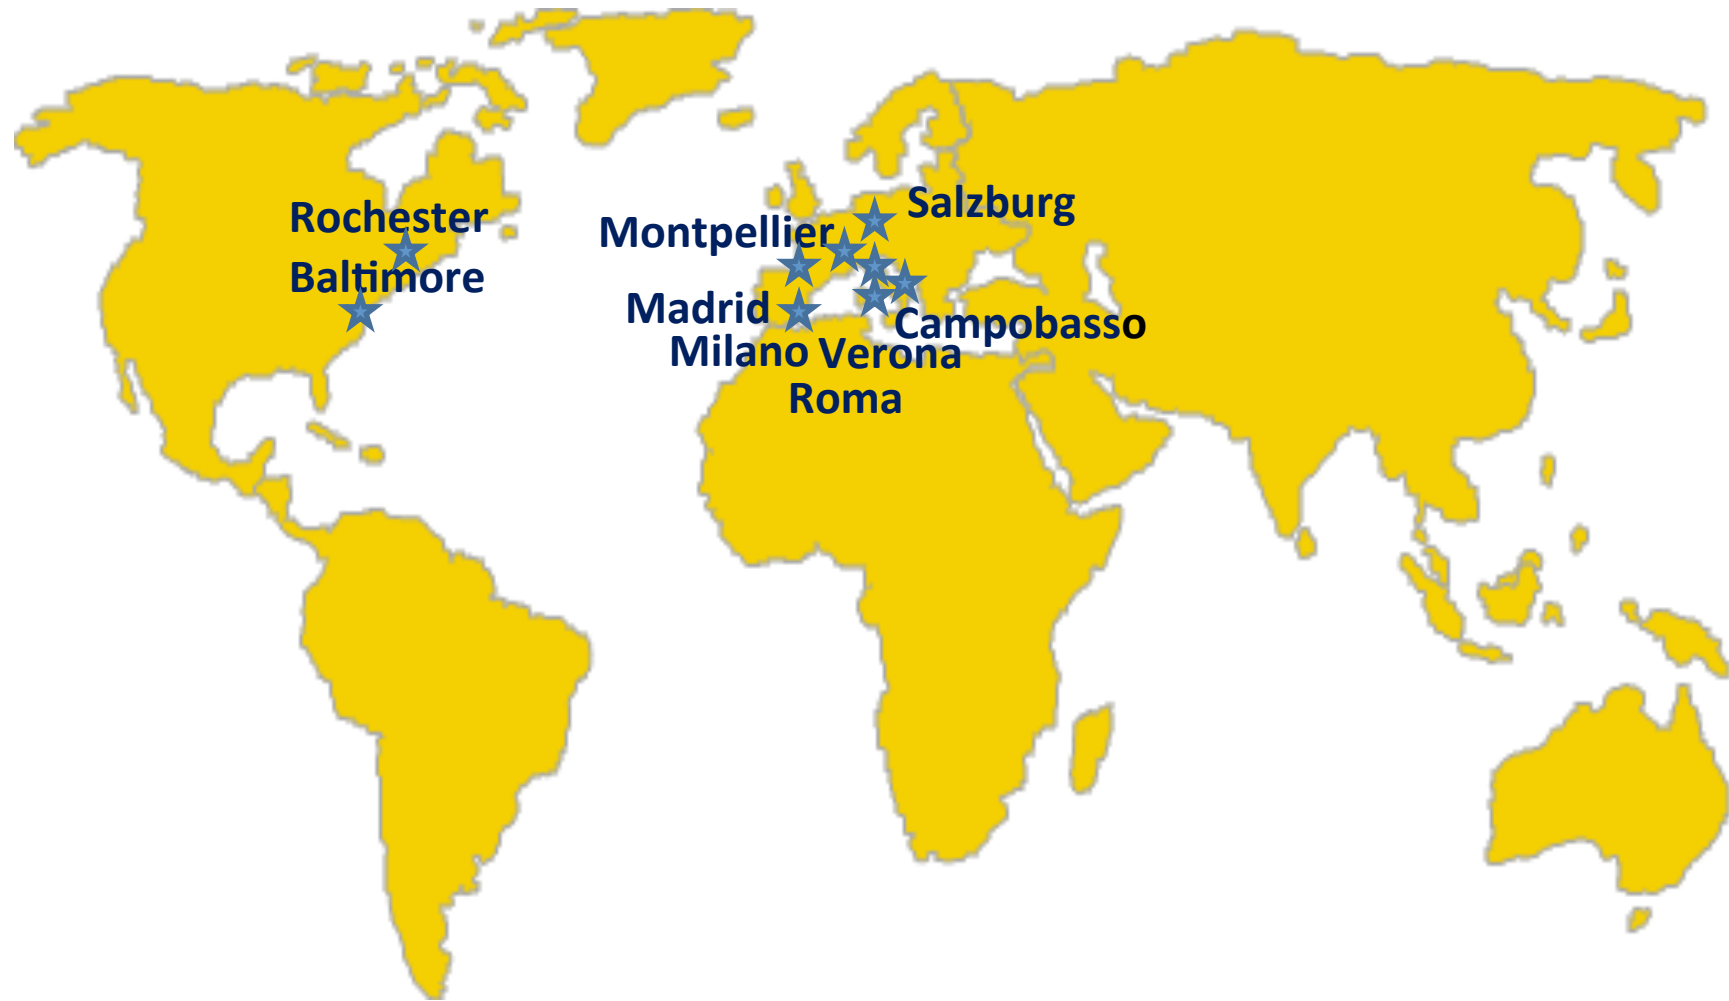 Rochester
Baltimore
Salzburg
Montpellier
Madrid
Campobasso
Milano Verona
Roma